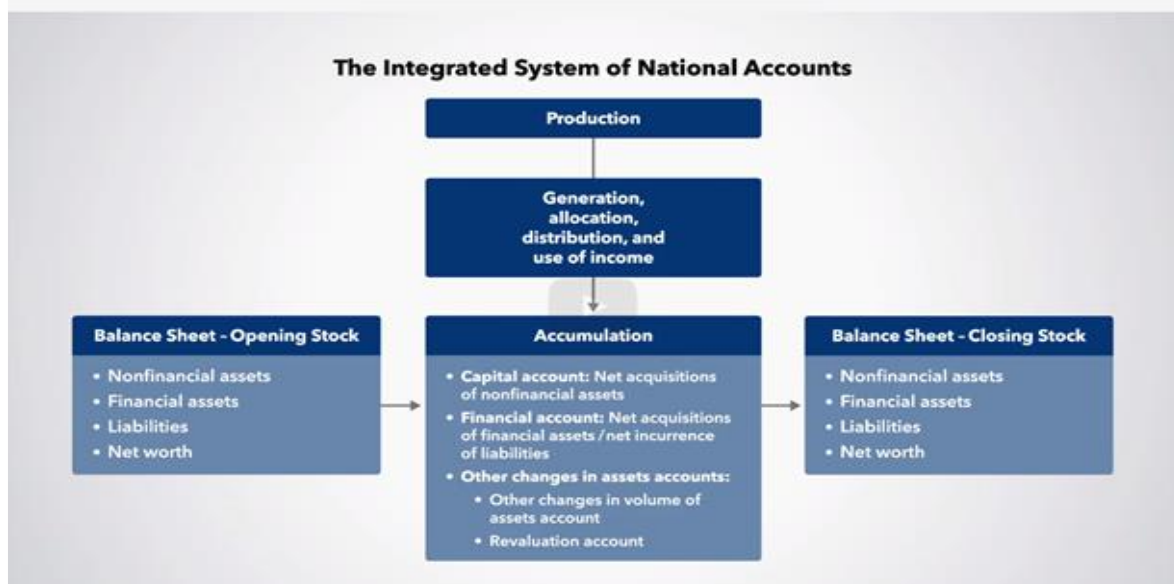 The Integrated System of National Accounts
Production
Generation,
allocation,
distribution, and
use of income
Balance Sheet - Opening Stock
• Nonfinancial assets
• Financial assets
• Liabilities
• Net worth
Accumulation
• Capital account: Net acquisitions
of nonfinancial assets
• Financial account: Net acquisitions
of financial assets / net incurrence
of liabilities
• Other changes in assets accounts:
• Other changes in volume of
assets account
• Revaluation account
Balance Sheet - Closing Stock
• Nonfinancial assets
• Financial assets
• Liabilities
• Net worth